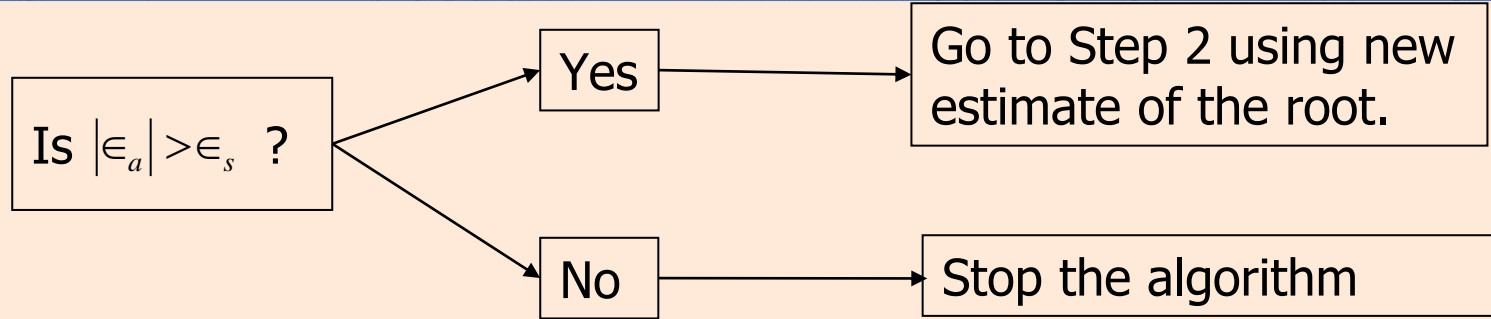 Is |∈ₐ| >∈ₛ ?
Yes
Go to Step 2 using new
estimate of the root.
No
Stop the algorithm